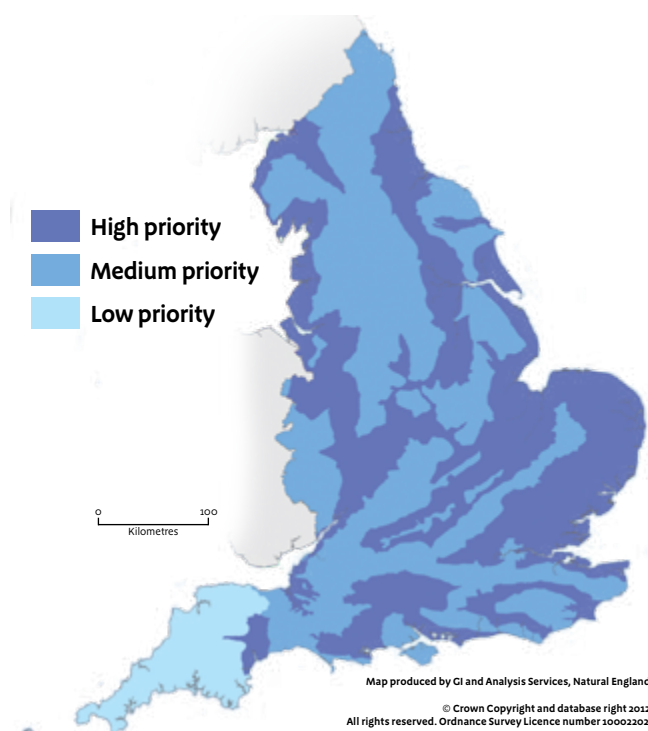 High priority
Medium priority
Low priority
0 100
Kilometres
Map produced by GI and Analysis Services, Natural England
© Crown Copyright and database right 2012
All rights reserved. Ordnance Survey Licence number 10002202